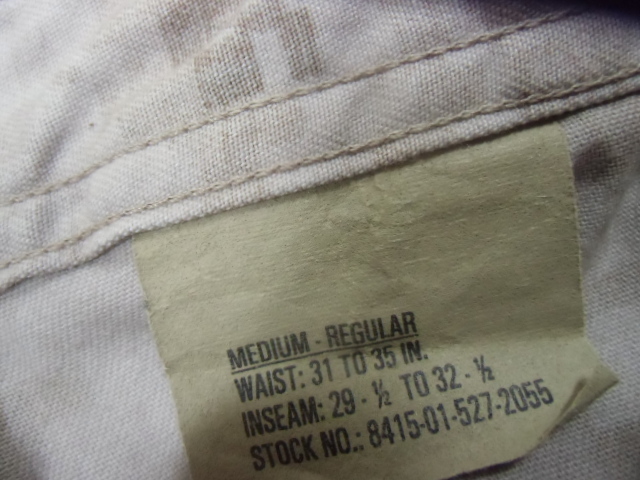 MEDIUM - REGULAR
WAIST: 31 TO 35 IN.
INSEAM: 29 - ½ TO 32 - ½
STOCK NO.: 8415-01-527-2055